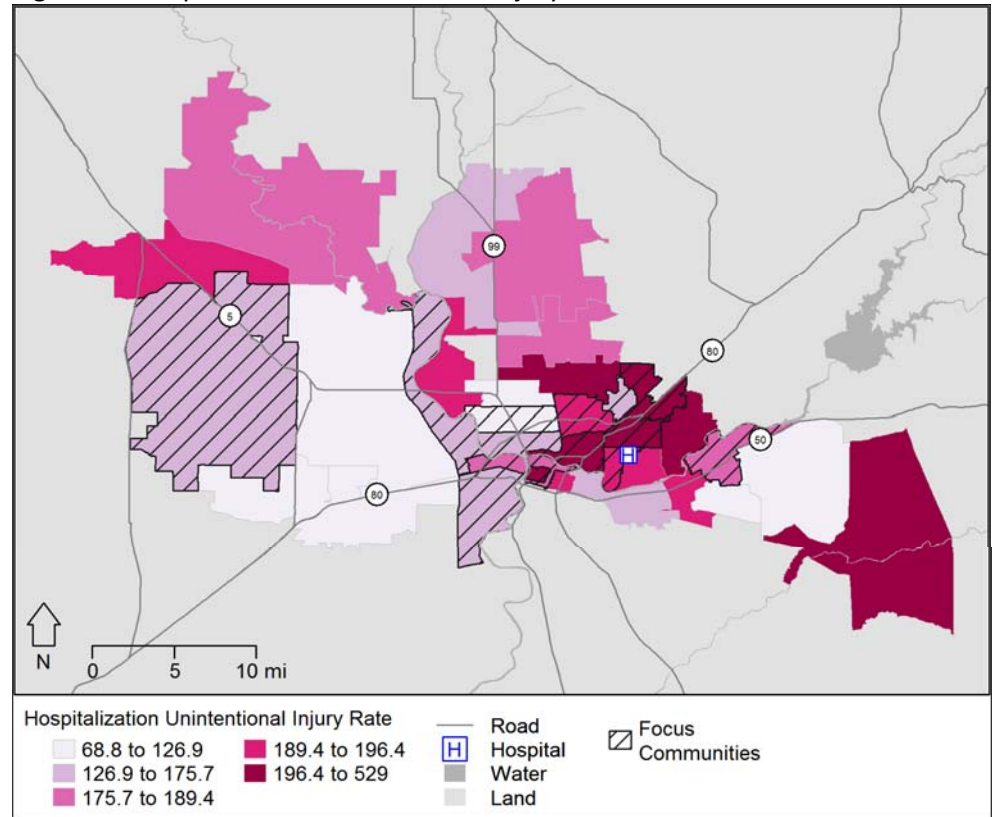 99
5
80
50
80
N
0 5 10 mi
Hospitalization Unintentional Injury Rate
68.8 to 126.9
126.9 to 175.7
175.7 to 189.4
189.4 to 196.4
196.4 to 529
Road
H Hospital
Water
Land
Focus
Communities
H